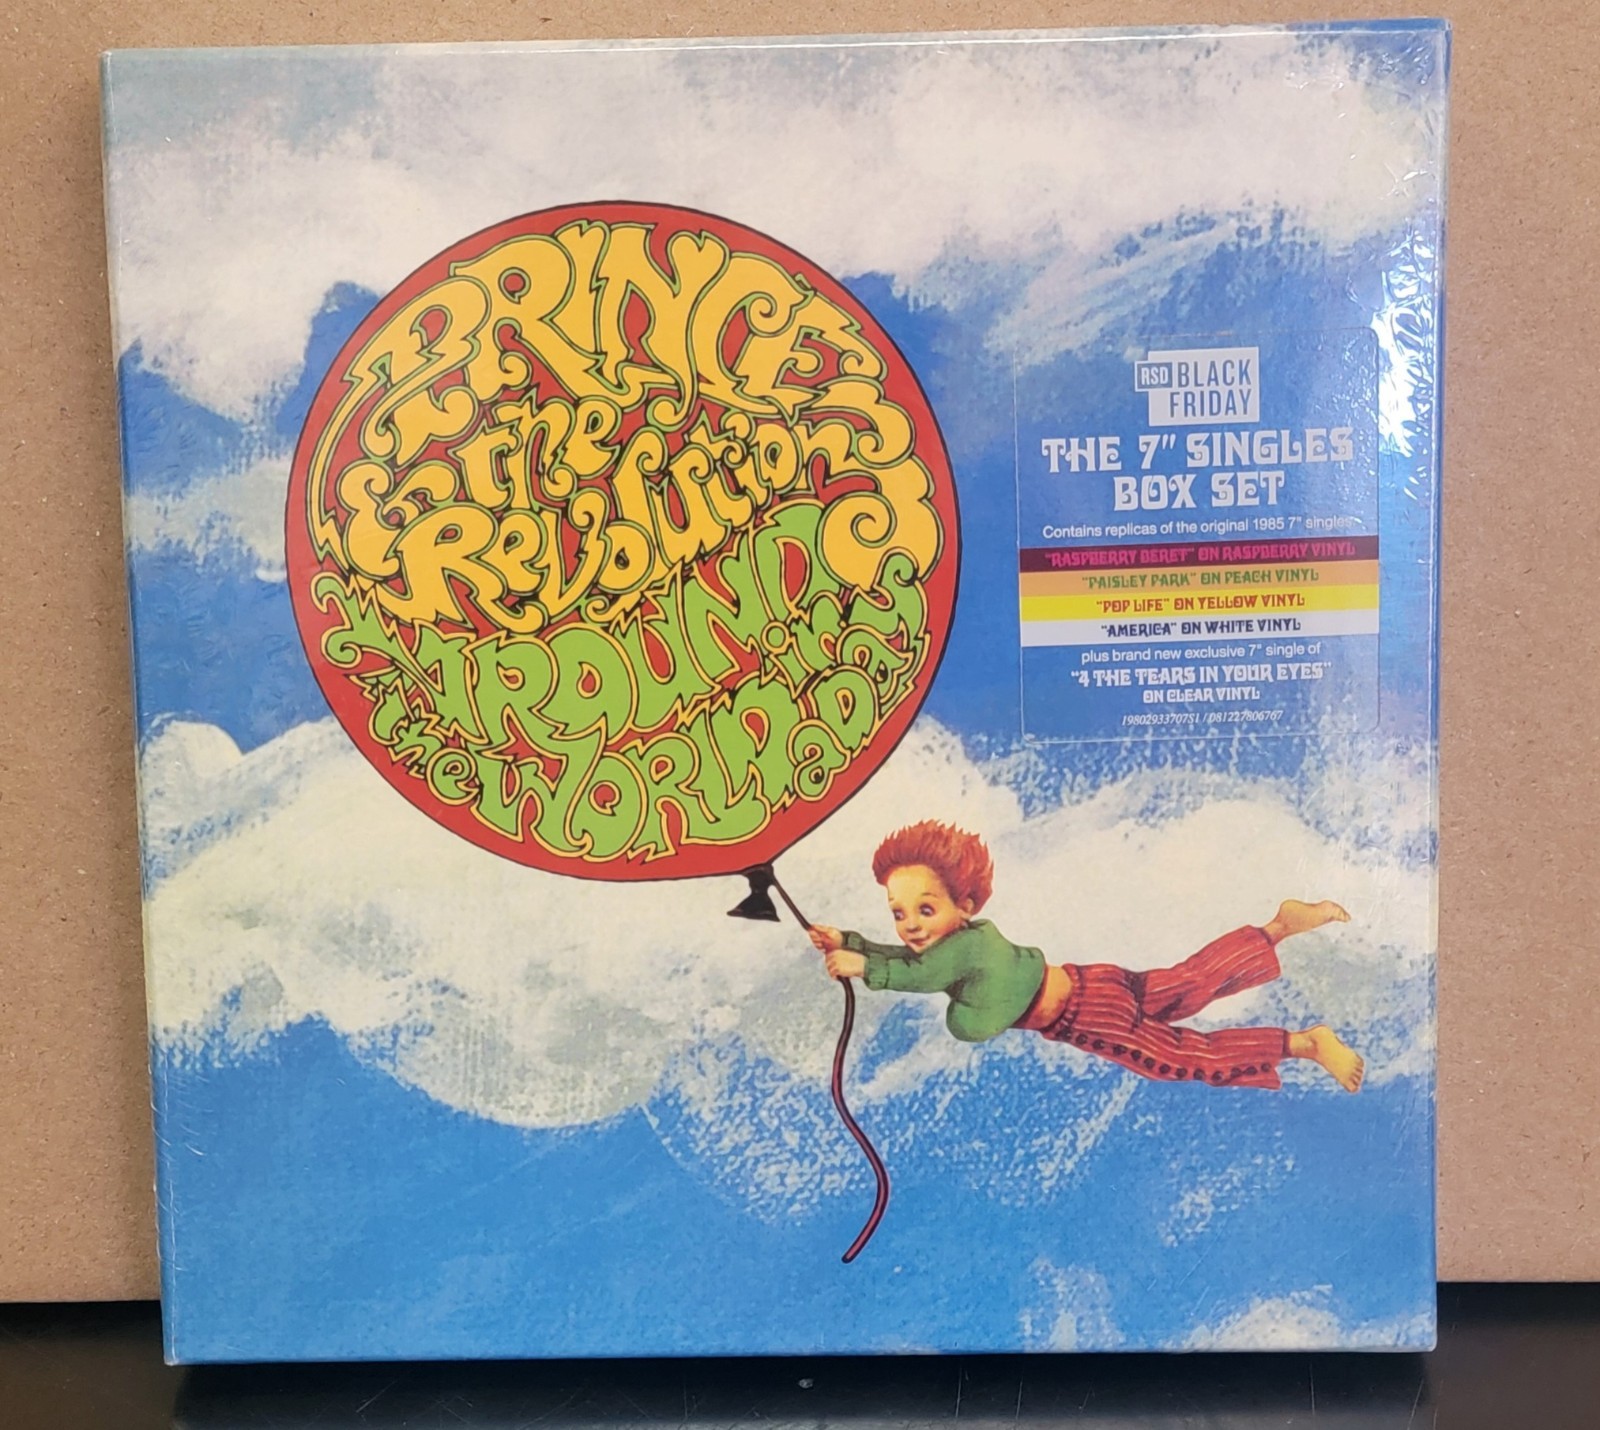 PRINCE
& the
Revolution
AROUND
the WORLD in a Day
RSD BLACK
FRIDAY
THE 7" SINGLES
BOX SET
Contains replicas of the original 1985 7" singles
"RASPBERRY BERET" ON RASPBERRY VINYL
"PAISLEY PARK" ON PEACH VINYL
"POP LIFE" ON YELLOW VINYL
"AMERICA" ON WHITE VINYL
plus brand new exclusive 7" single of
"4 THE TEARS IN YOUR EYES"
ON CLEAR VINYL
1980293370751 / 081227806767